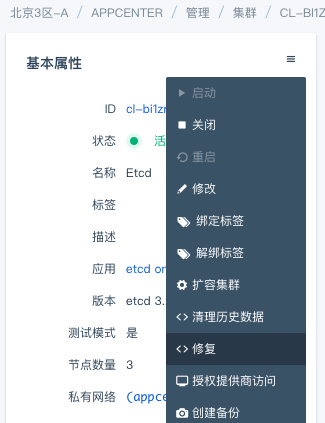 北京3区-A / APPCENTER / 管理 / 集群 / CL-BI1Z
基本属性
ID cl-bi1zr
状态 活
名称 Etcd
标签
描述
应用 etcd on
版本 etcd 3.
测试模式 是
节点数量 3
私有网络 (appce
启动
关闭
重启
修改
绑定标签
解绑标签
扩容集群
清理历史数据
修复
授权提供商访问
创建备份